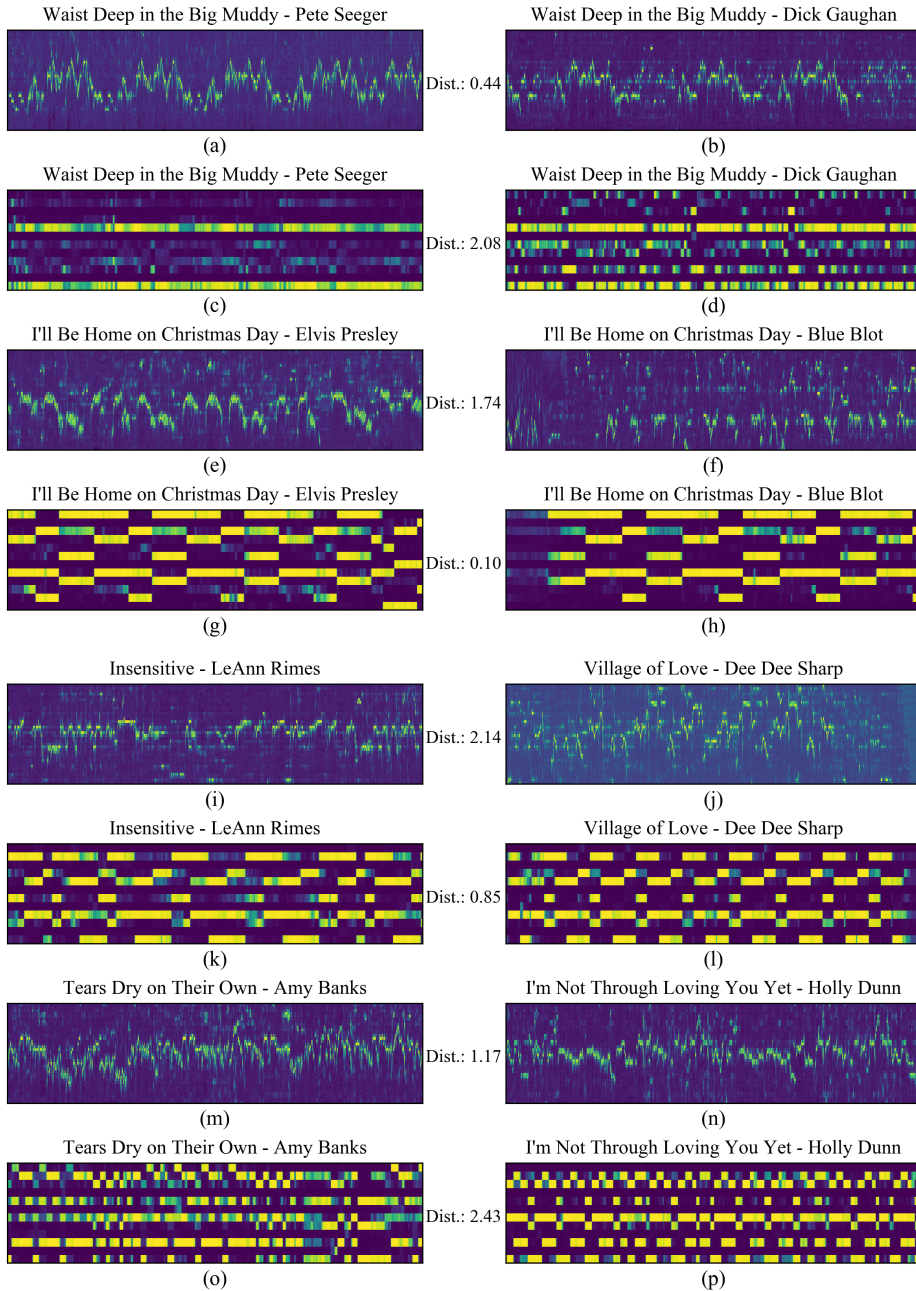 Waist Deep in the Big Muddy - Pete Seeger
Waist Deep in the Big Muddy - Dick Gaughan
Dist.: 0.44
(a)
(b)
Waist Deep in the Big Muddy - Pete Seeger
Waist Deep in the Big Muddy - Dick Gaughan
Dist.: 2.08
(c)
(d)
I'll Be Home on Christmas Day - Elvis Presley
I'll Be Home on Christmas Day - Blue Blot
Dist.: 1.74
(e)
(f)
I'll Be Home on Christmas Day - Elvis Presley
I'll Be Home on Christmas Day - Blue Blot
Dist.: 0.10
(g)
(h)
Insensitive - LeAnn Rimes
Village of Love - Dee Dee Sharp
Dist.: 2.14
(i)
(j)
Insensitive - LeAnn Rimes
Village of Love - Dee Dee Sharp
Dist.: 0.85
(k)
(l)
Tears Dry on Their Own - Amy Banks
I'm Not Through Loving You Yet - Holly Dunn
Dist.: 1.17
(m)
(n)
Tears Dry on Their Own - Amy Banks
I'm Not Through Loving You Yet - Holly Dunn
Dist.: 2.43
(o)
(p)